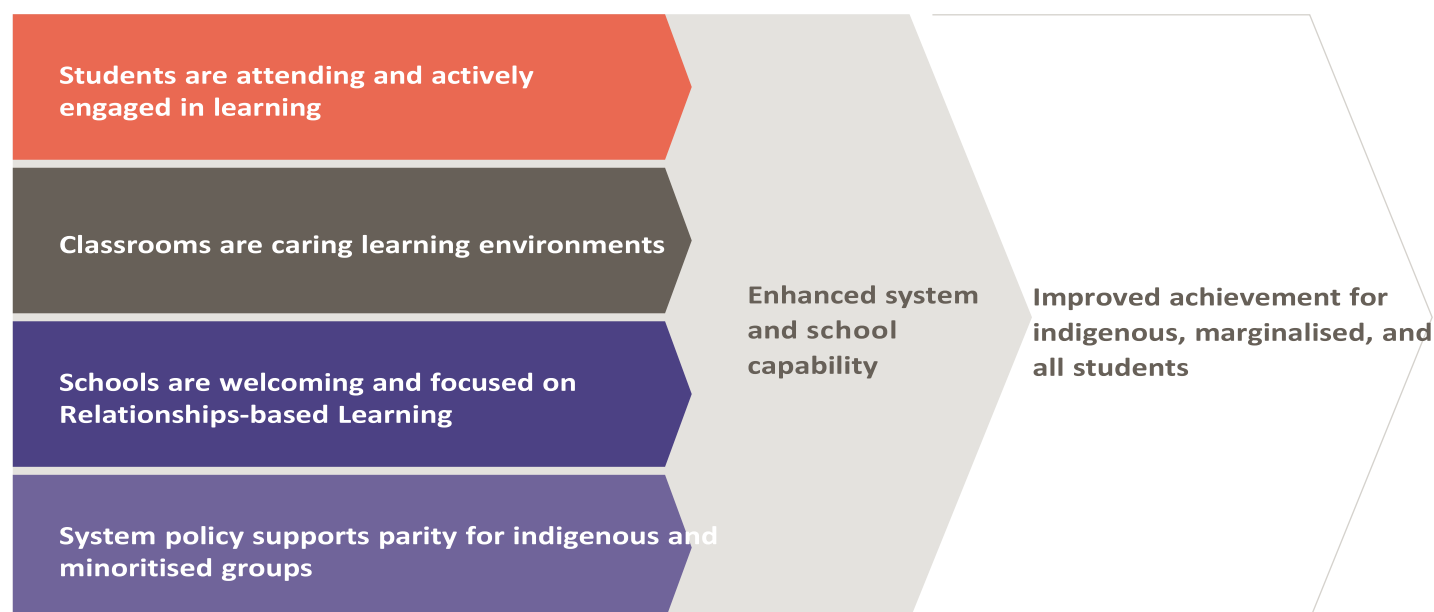 Students are attending and actively
engaged in learning
Classrooms are caring learning environments
Schools are welcoming and focused on
Relationships-based Learning
System policy supports parity for indigenous and
minoritised groups
Enhanced system
and school
capability
Improved achievement for
indigenous, marginalised, and
all students